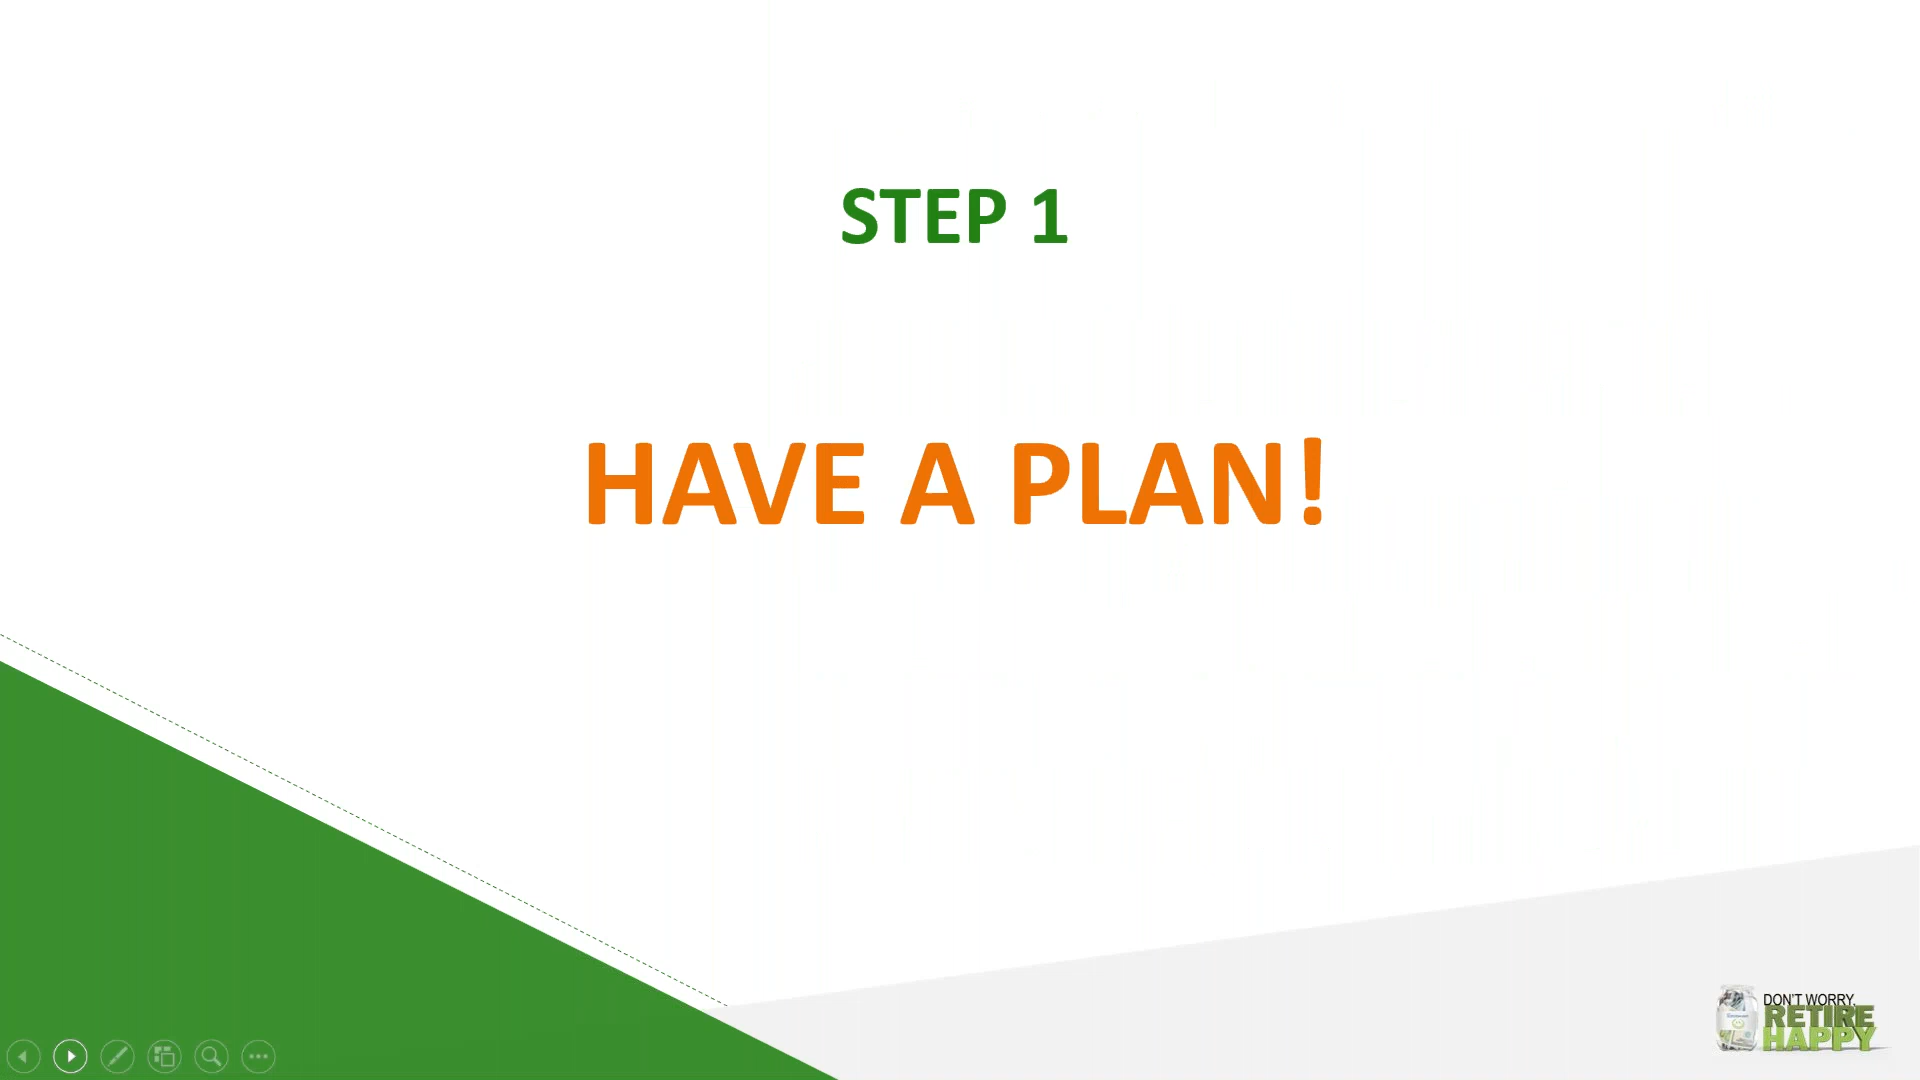 STEP 1
HAVE A PLAN!
DON'T WORRY,
RETIRE
HAPPY